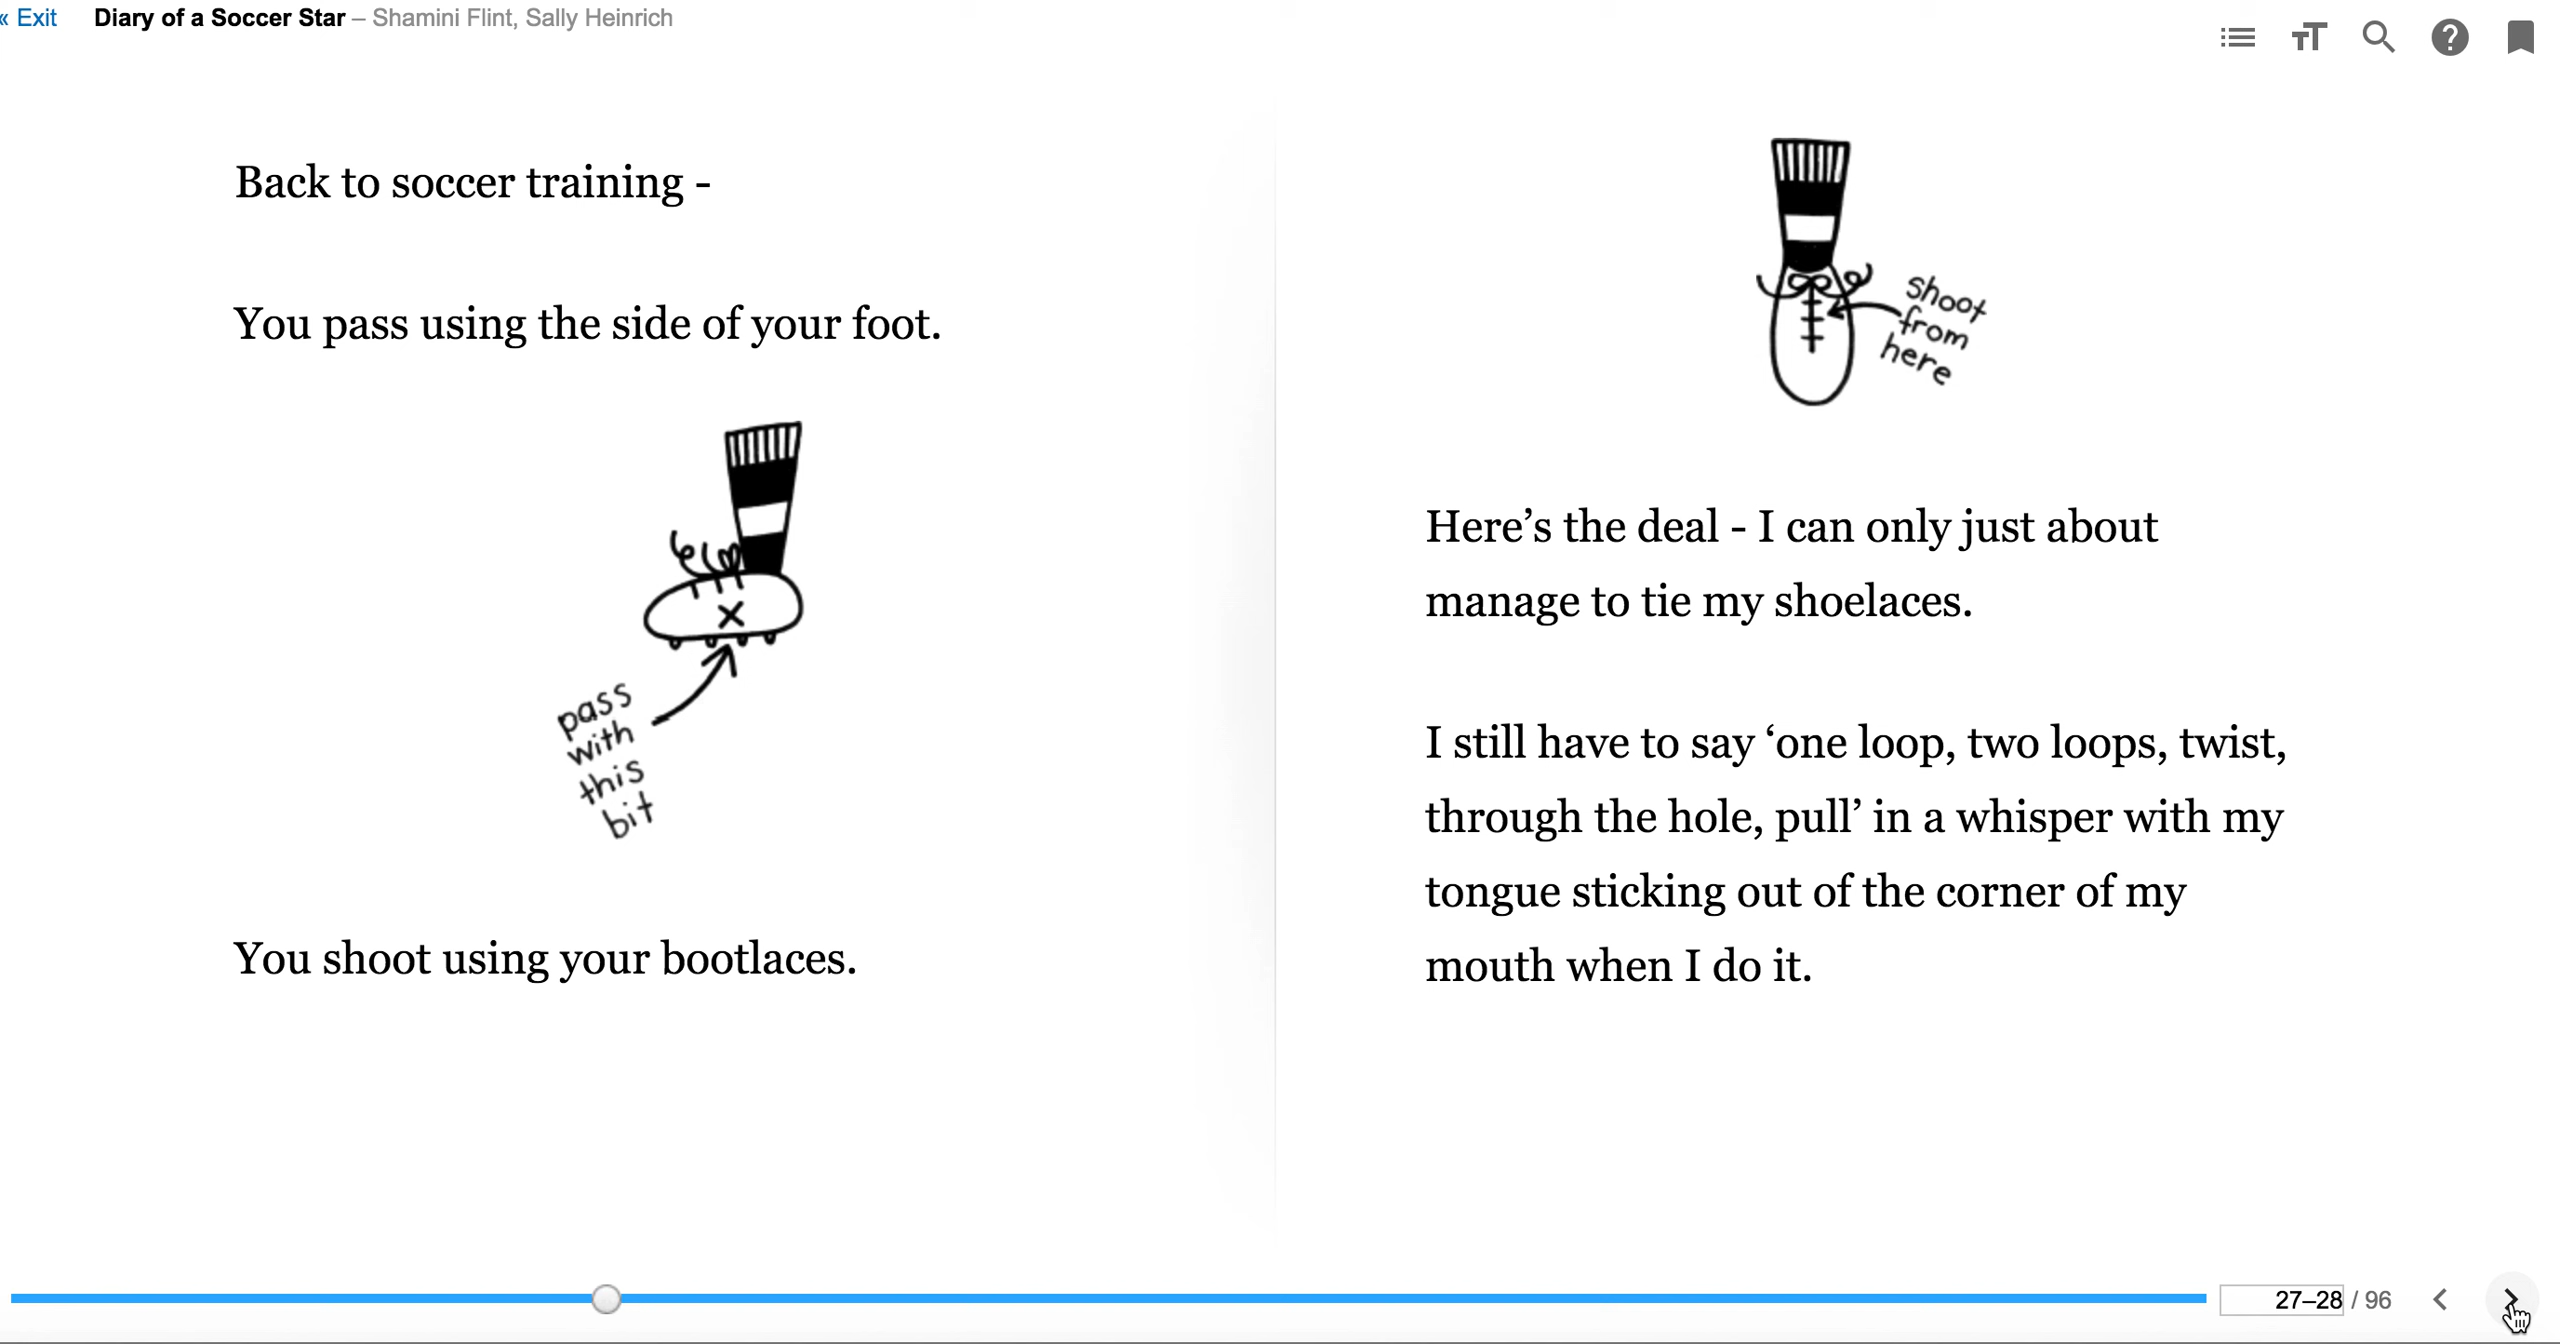 « Exit Diary of a Soccer Star – Shamini Flint, Sally Heinrich
Back to soccer training -
You pass using the side of your foot.
pass
with
this
bit
You shoot using your bootlaces.
shoot
from
here
Here’s the deal - I can only just about
manage to tie my shoelaces.
I still have to say ‘one loop, two loops, twist,
through the hole, pull’ in a whisper with my
tongue sticking out of the corner of my
mouth when I do it.
27–28 / 96